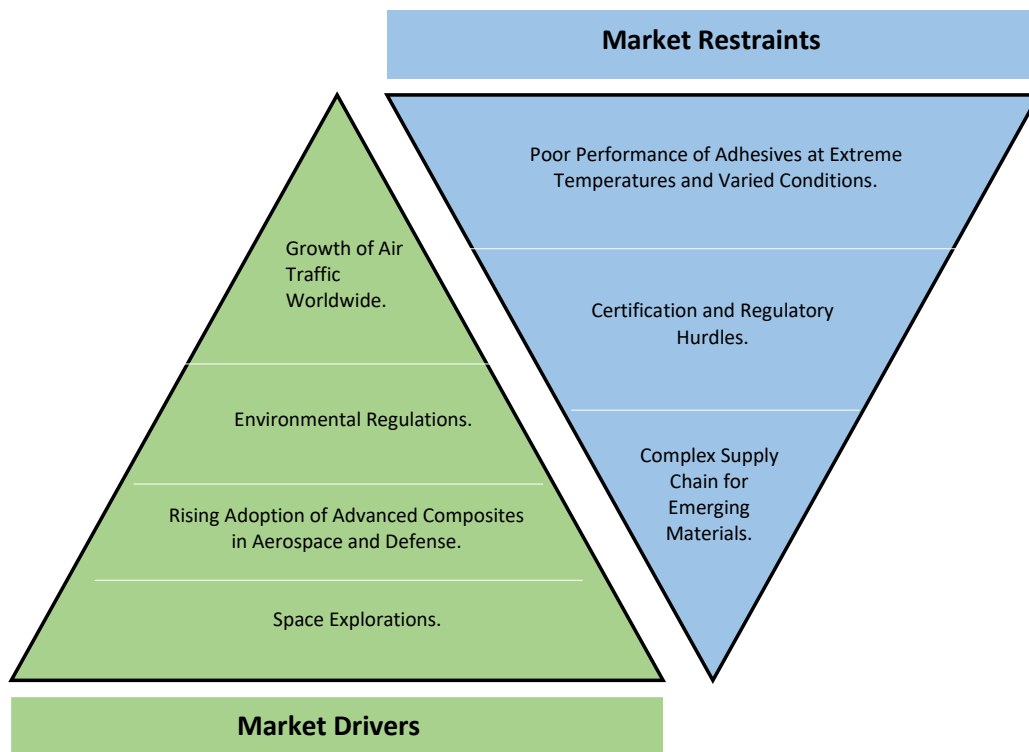 Market Restraints
Poor Performance of Adhesives at Extreme
Temperatures and Varied Conditions.
Certification and Regulatory
Hurdles.
Complex Supply
Chain for
Emerging
Materials.
Growth of Air
Traffic
Worldwide.
Environmental Regulations.
Rising Adoption of Advanced Composites
in Aerospace and Defense.
Space Explorations.
Market Drivers